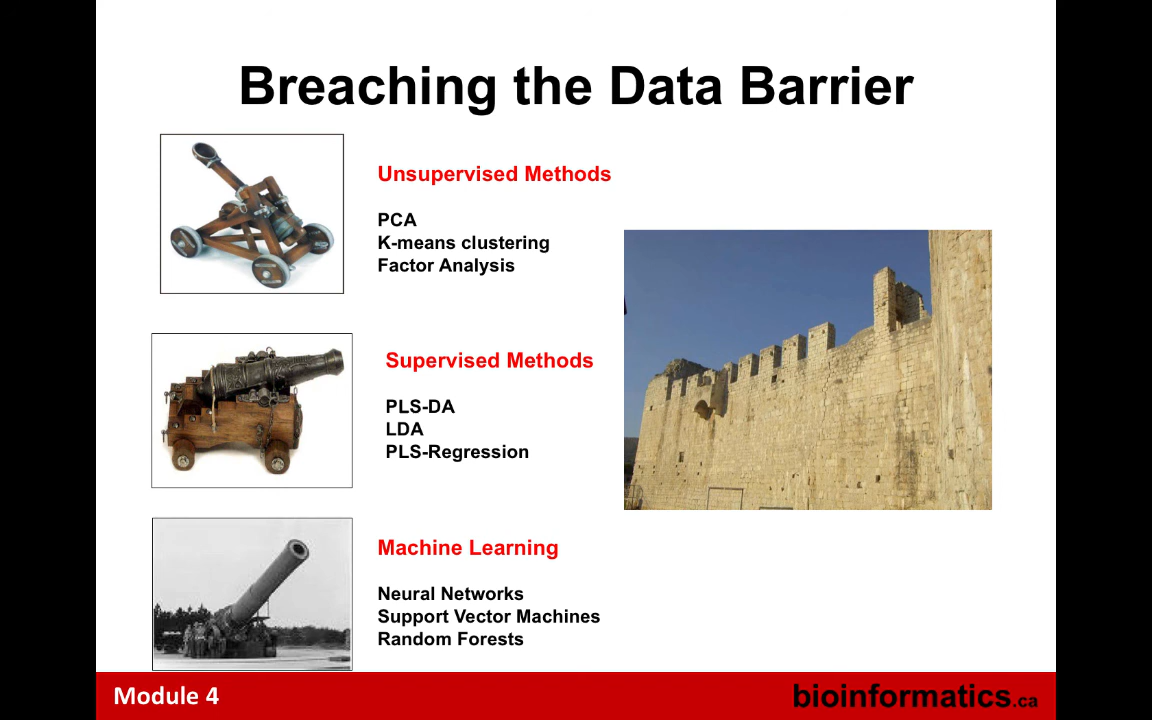 Breaching the Data Barrier
Unsupervised Methods
PCA
K-means clustering
Factor Analysis
Supervised Methods
PLS-DA
LDA
PLS-Regression
Machine Learning
Neural Networks
Support Vector Machines
Random Forests
Module 4
bioinformatics.ca